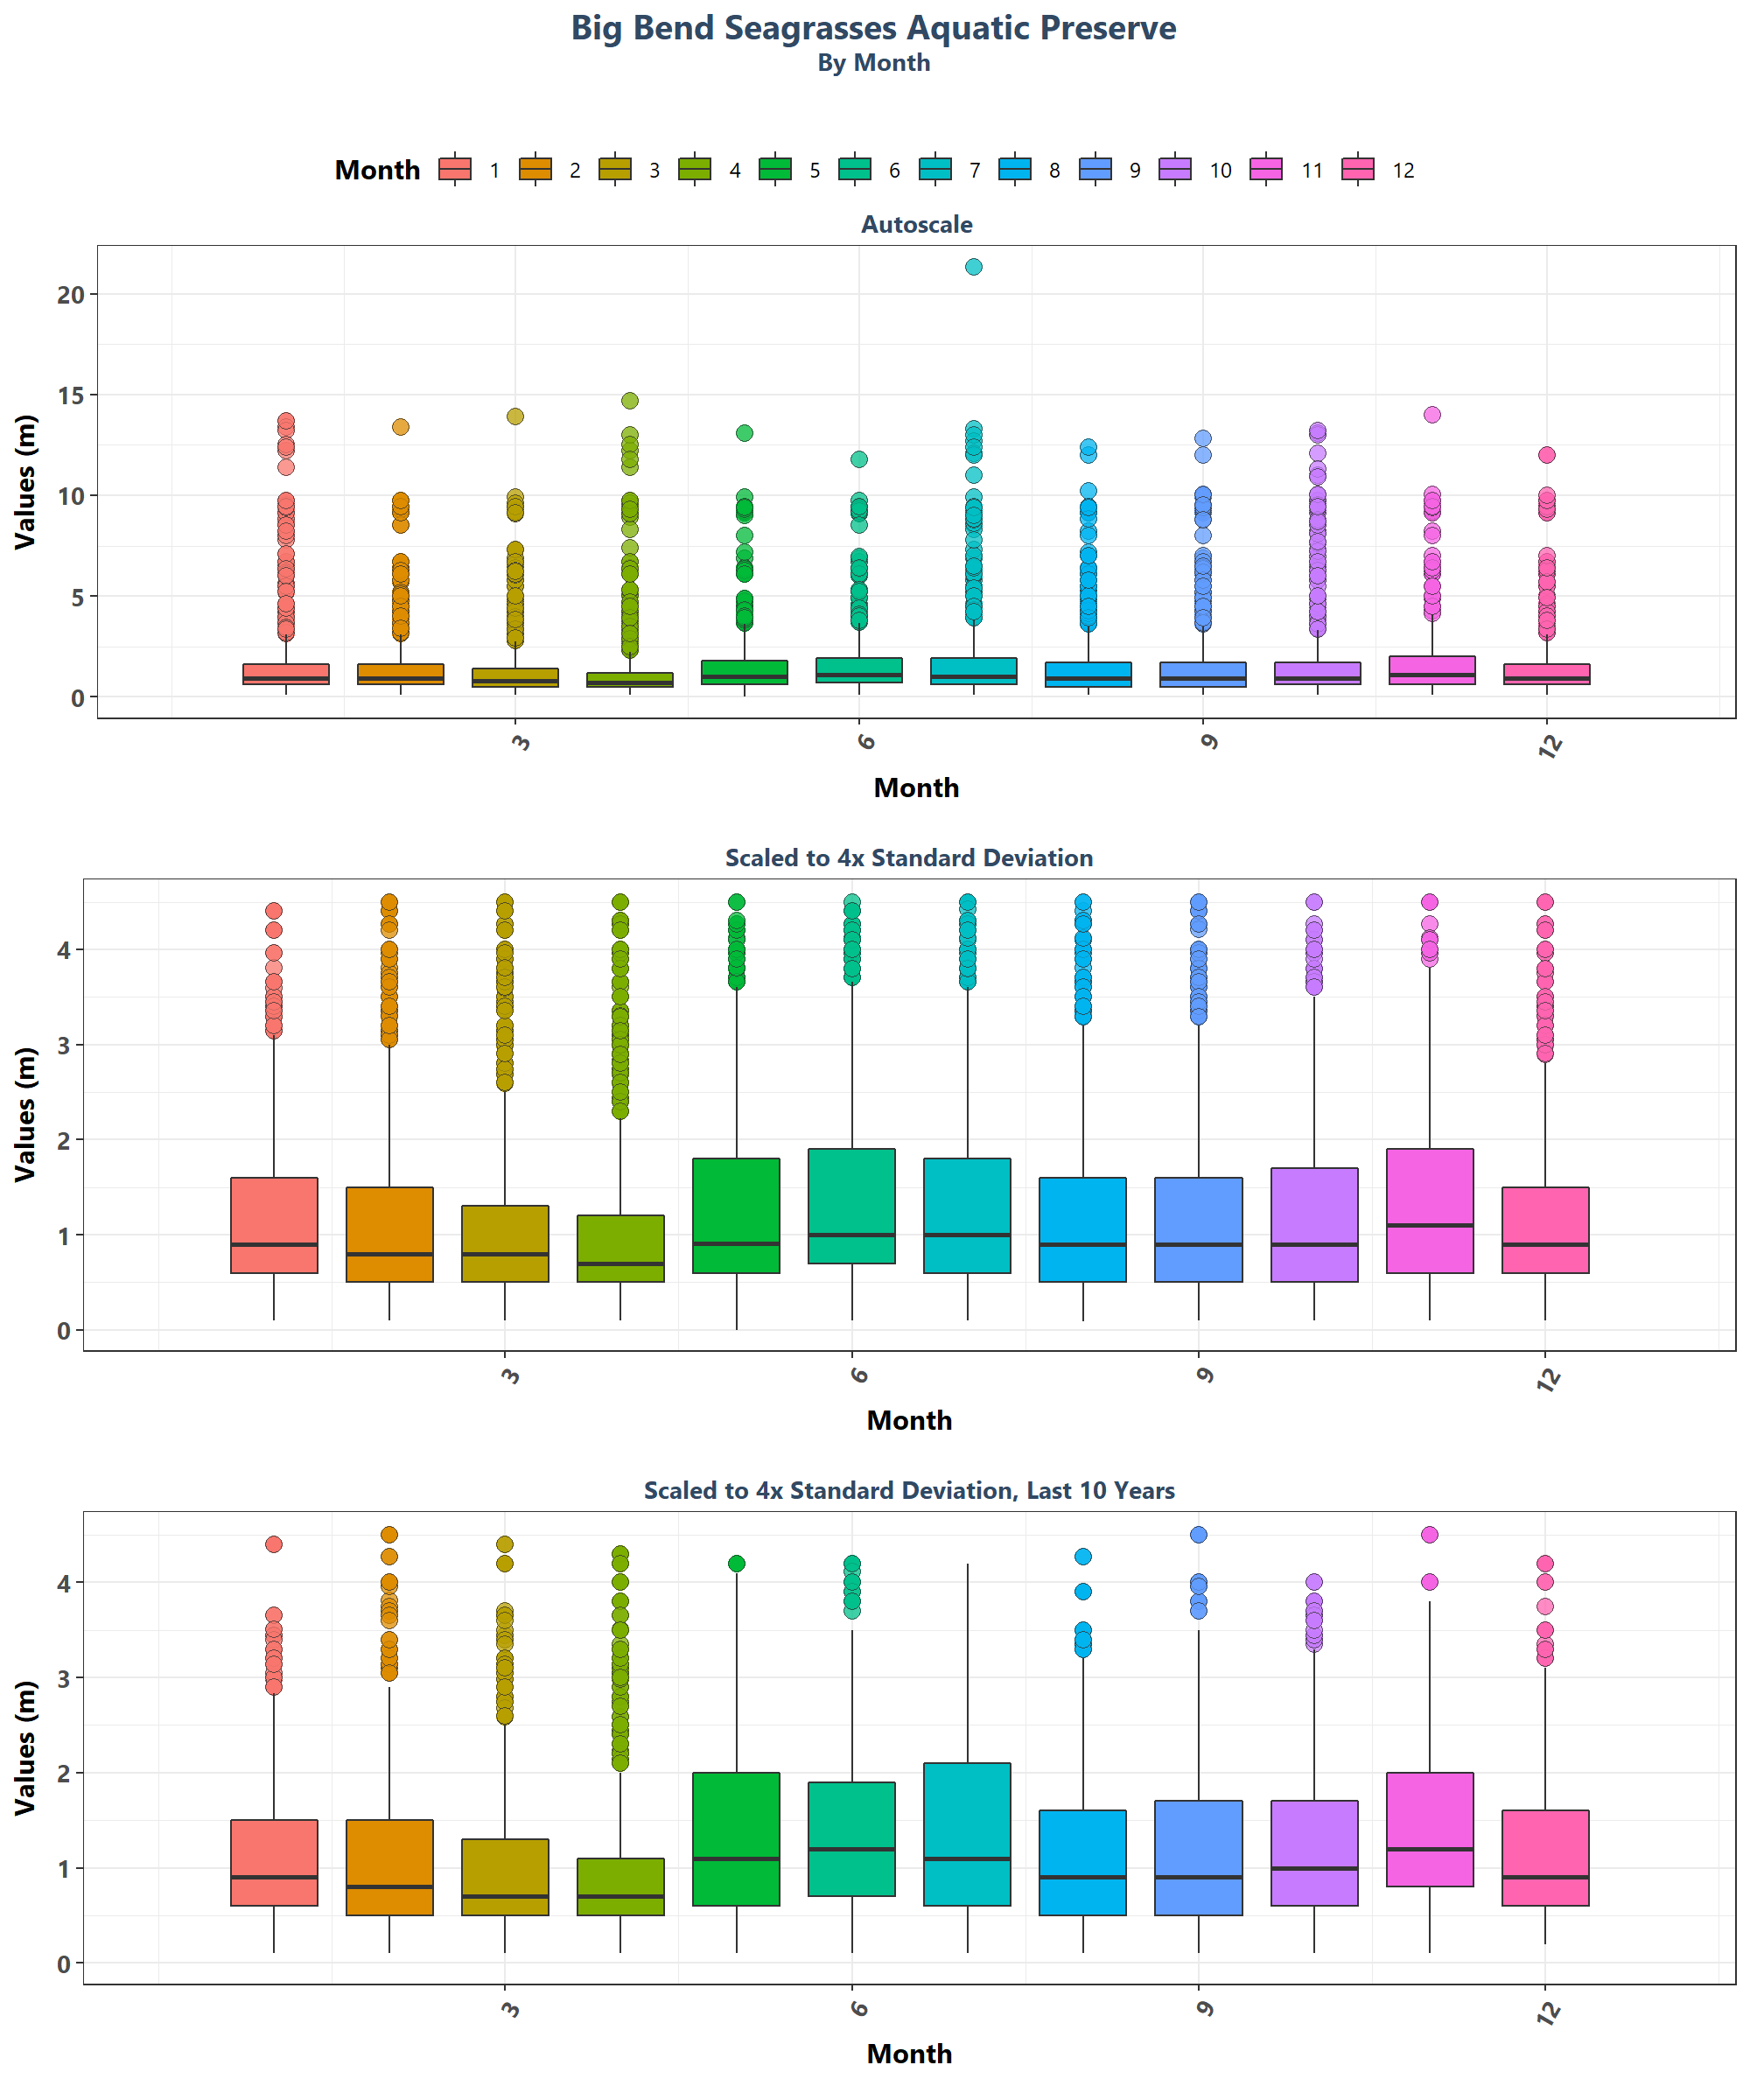 Big Bend Seagrasses Aquatic Preserve
By Month
Month 1 2 3 4 5 6 7 8 9 10 11 12
Autoscale
Values (m)
20
15
10
5
0
3 6 9 12
Month
Scaled to 4x Standard Deviation
Values (m)
4
3
2
1
0
3 6 9 12
Month
Scaled to 4x Standard Deviation, Last 10 Years
Values (m)
4
3
2
1
0
3 6 9 12
Month